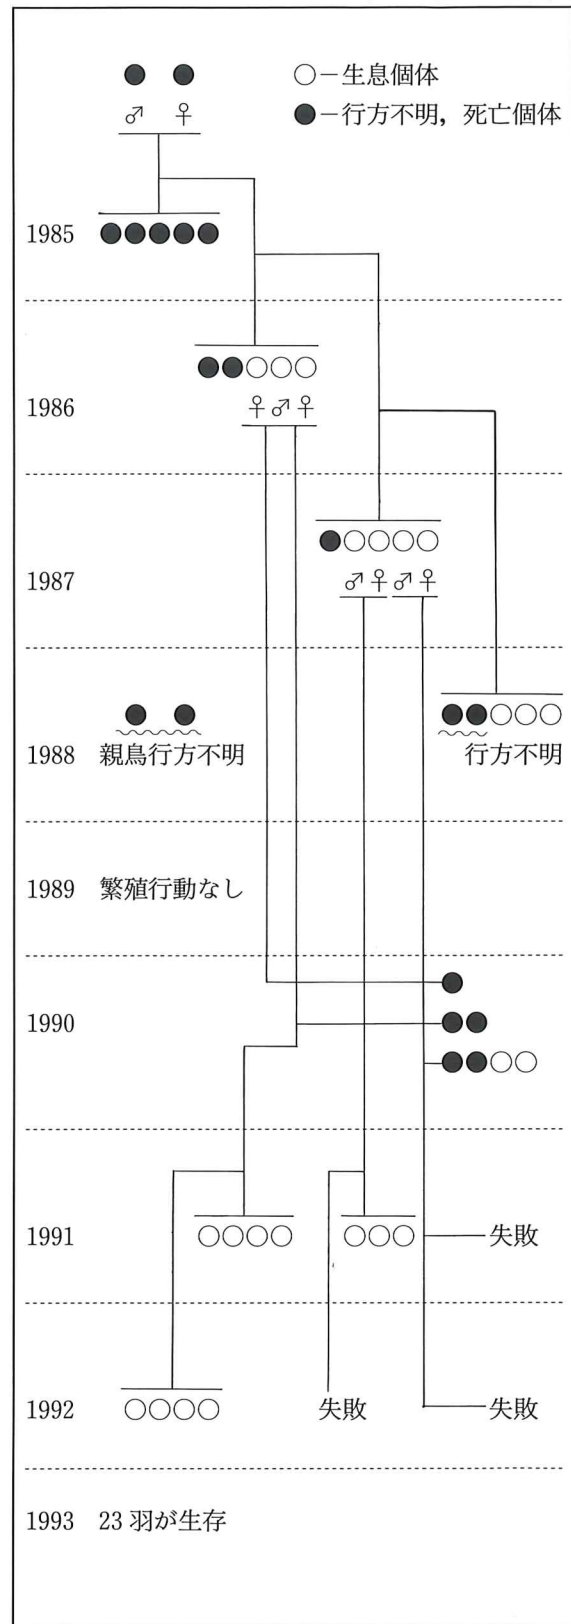 ○－生息個体
♂ ♀ ●－行方不明，死亡個体
1985
1986 ♀♂♀
1987 ♂♀ ♂♀
1988 親鳥行方不明 行方不明
1989 繁殖行動なし
1990
1991 失敗
1992 失敗 失敗
1993 23羽が生存